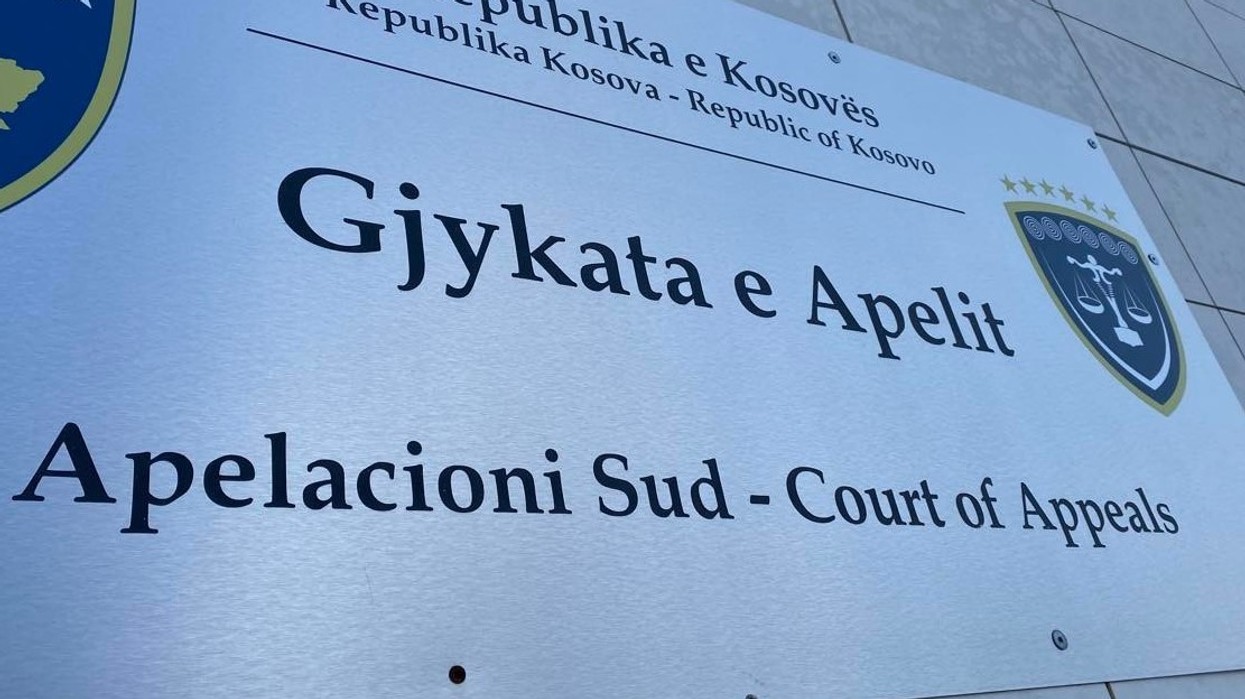 Republika e Kosovës
Republika Kosova - Republic of Kosovo
Gjykata e Apelit
Apelacioni Sud - Court of Appeals